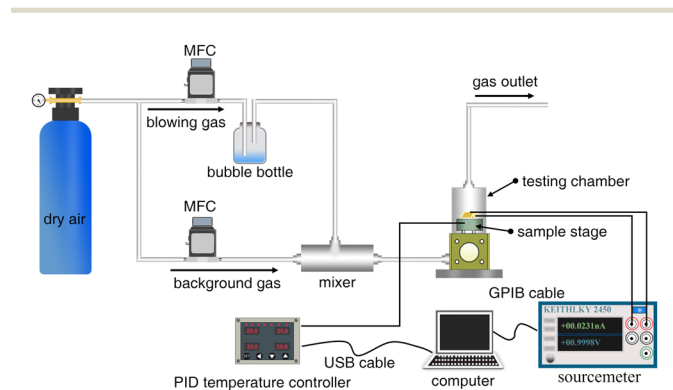 MFC
gas outlet
blowing gas
bubble bottle
testing chamber
dry air
MFC
sample stage
background gas
mixer
GPIB cable
KEITHLKY 2450
+00.0231nA
+00.9998V
USB cable
PID temperature controller
computer
sourcemeter